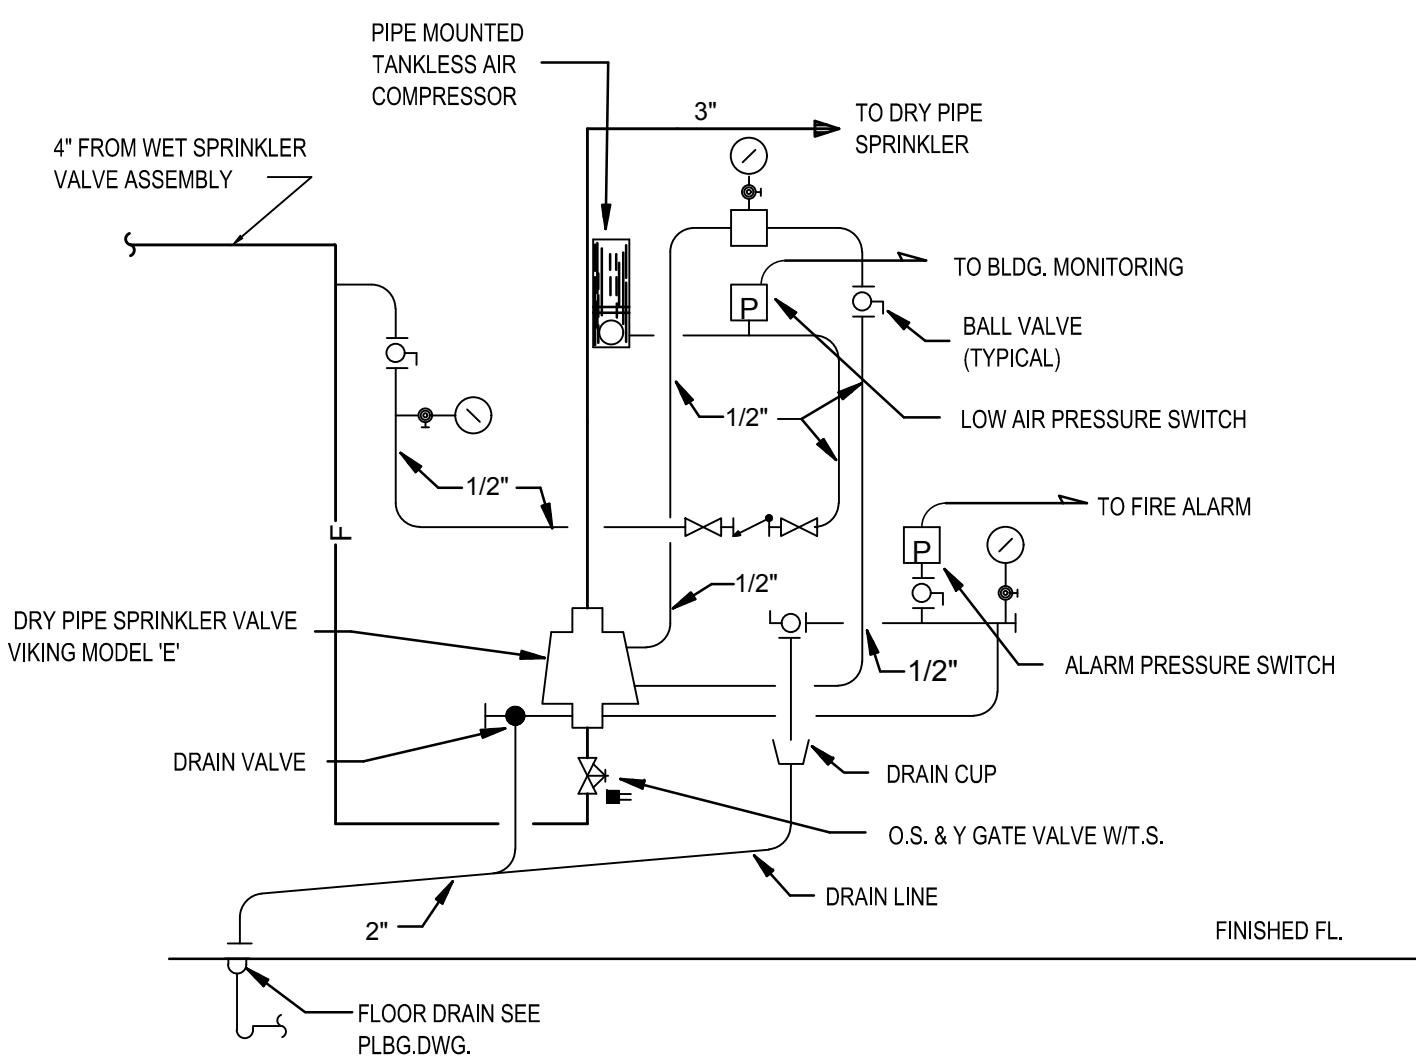 PIPE MOUNTED
TANKLESS AIR
COMPRESSOR
3"
TO DRY PIPE
SPRINKLER
4" FROM WET SPRINKLER
VALVE ASSEMBLY
TO BLDG. MONITORING
P
BALL VALVE
(TYPICAL)
1/2"
LOW AIR PRESSURE SWITCH
1/2"
TO FIRE ALARM
F
P
1/2"
DRY PIPE SPRINKLER VALVE
VIKING MODEL 'E'
1/2"
ALARM PRESSURE SWITCH
DRAIN VALVE
DRAIN CUP
O.S. & Y GATE VALVE W/T.S.
DRAIN LINE
2"
FINISHED FL.
FLOOR DRAIN SEE
PLBG.DWG.